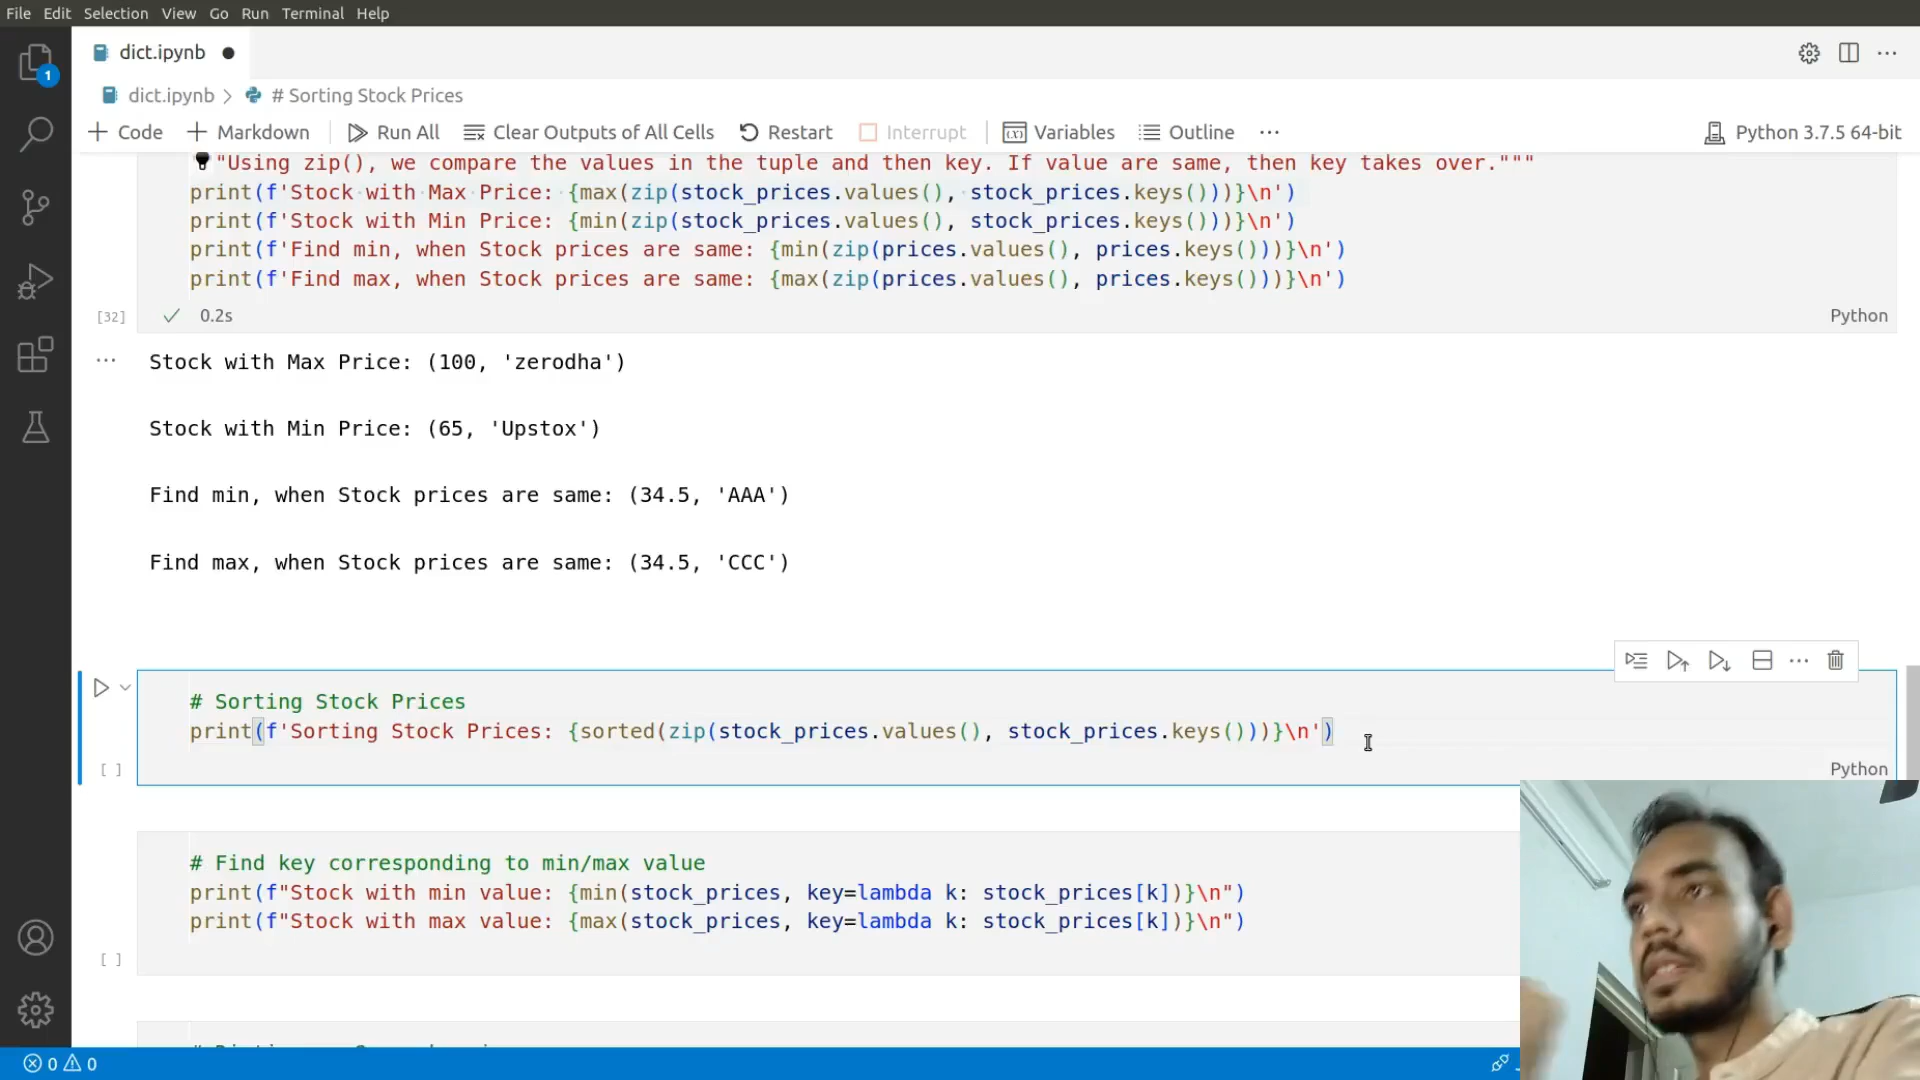 File Edit Selection View Go Run Terminal Help
1
dict.ipynb
dict.ipynb > # Sorting Stock Prices
Code Markdown Run All Clear Outputs of All Cells Restart Interrupt Variables Outline ... Python 3.7.5 64-bit
"Using zip(), we compare the values in the tuple and then key. If value are same, then key takes over."""
print(f'Stock with Max Price: {max(zip(stock_prices.values(), stock_prices.keys()))}\n')
print(f'Stock with Min Price: {min(zip(stock_prices.values(), stock_prices.keys()))}\n')
print(f'Find min, when Stock prices are same: {min(zip(prices.values(), prices.keys()))}\n')
print(f'Find max, when Stock prices are same: {max(zip(prices.values(), prices.keys()))}\n')
[32] 0.2s Python
Stock with Max Price: (100, 'zerodha')
Stock with Min Price: (65, 'Upstox')
Find min, when Stock prices are same: (34.5, 'AAA')
Find max, when Stock prices are same: (34.5, 'CCC')
# Sorting Stock Prices
print(f'Sorting Stock Prices: {sorted(zip(stock_prices.values(), stock_prices.keys()))}\n')
[ ] Python
# Find key corresponding to min/max value
print(f"Stock with min value: {min(stock_prices, key=lambda k: stock_prices[k])}\n")
print(f"Stock with max value: {max(stock_prices, key=lambda k: stock_prices[k])}\n")
[ ]
0 0